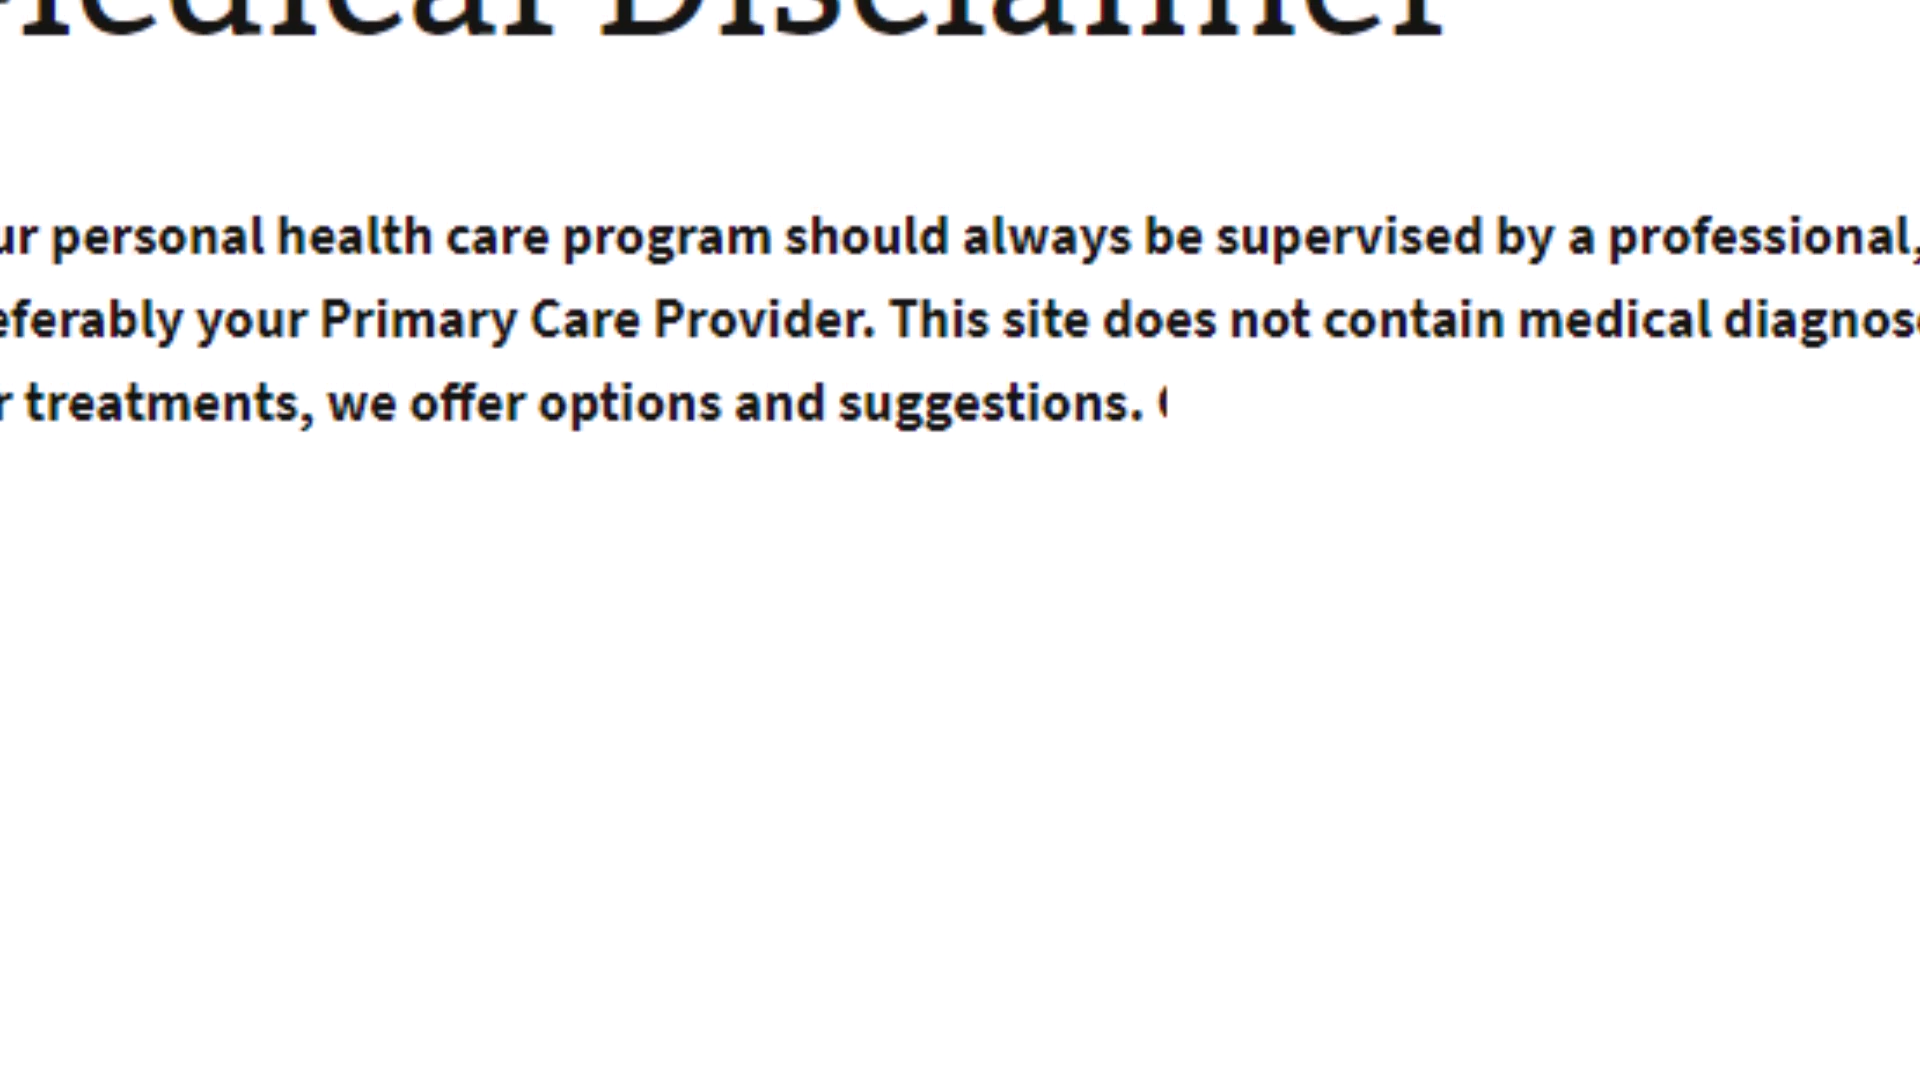 Medical Disclaimer
ur personal health care program should always be supervised by a professional,
eferably your Primary Care Provider. This site does not contain medical diagnose
r treatments, we offer options and suggestions.